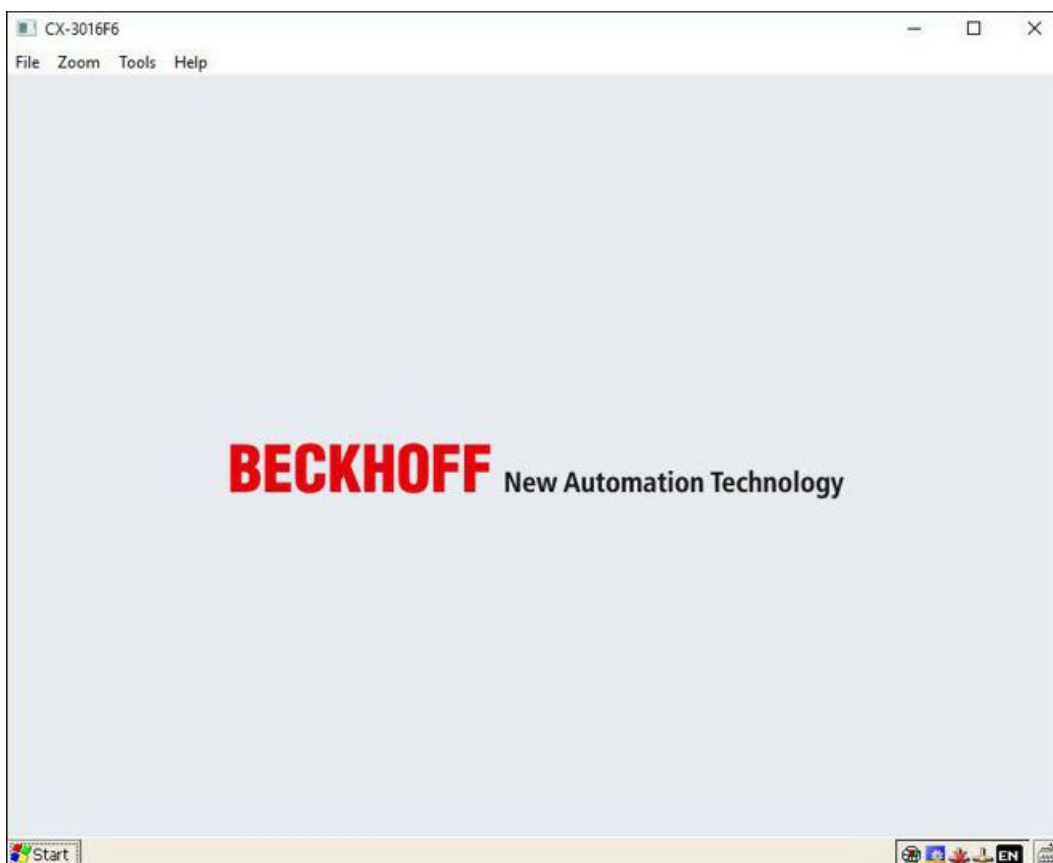 CX-3016F6
File Zoom Tools Help
BECKHOFF New Automation Technology
Start
EN